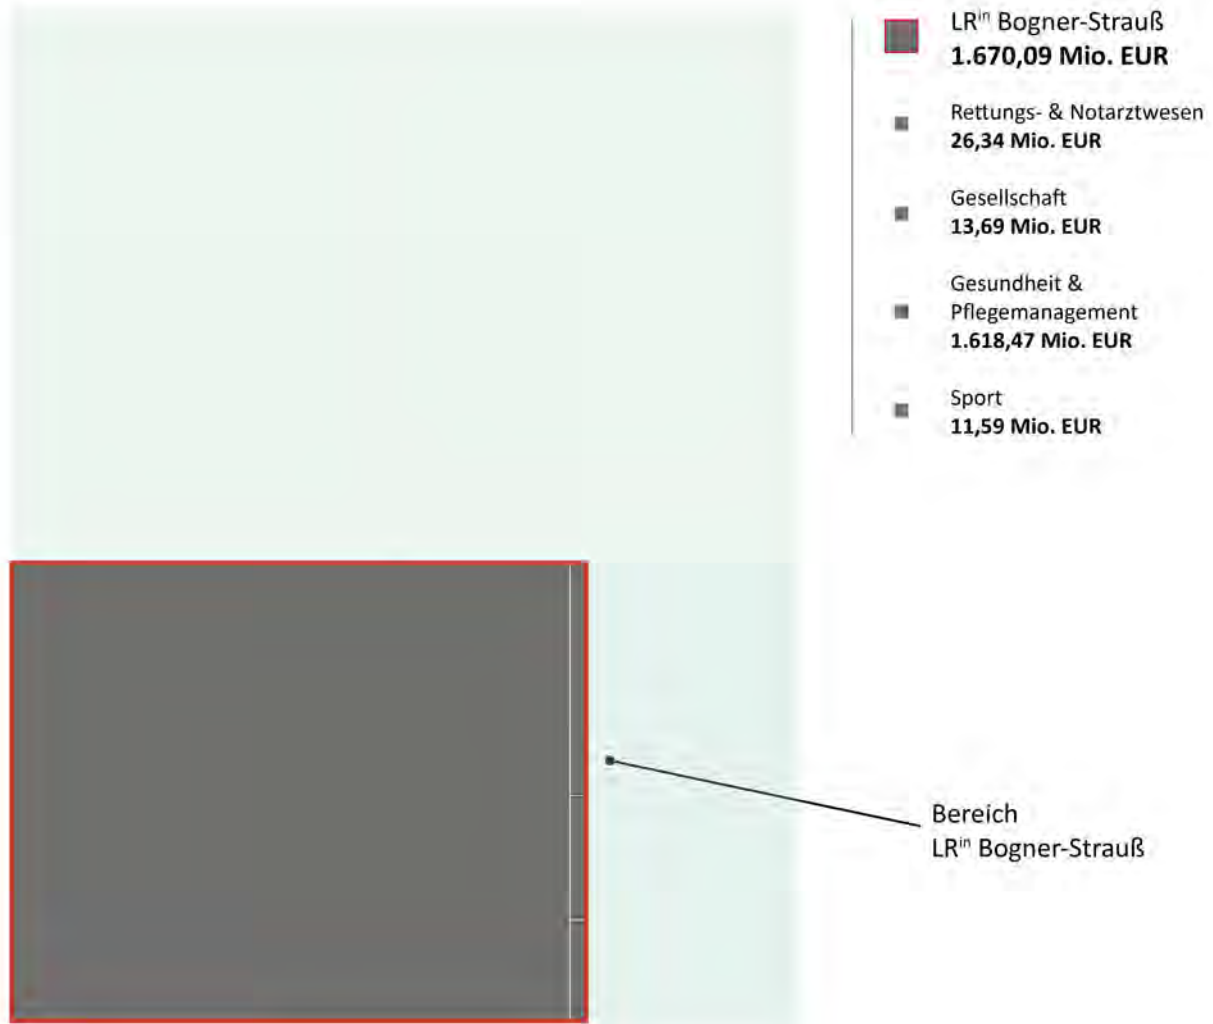 LRⁱⁿ Bogner-Strauß
1.670,09 Mio. EUR
Rettungs- & Notarztwesen
26,34 Mio. EUR
Gesellschaft
13,69 Mio. EUR
Gesundheit &
Pflegemanagement
1.618,47 Mio. EUR
Sport
11,59 Mio. EUR
Bereich
LRⁱⁿ Bogner-Strauß